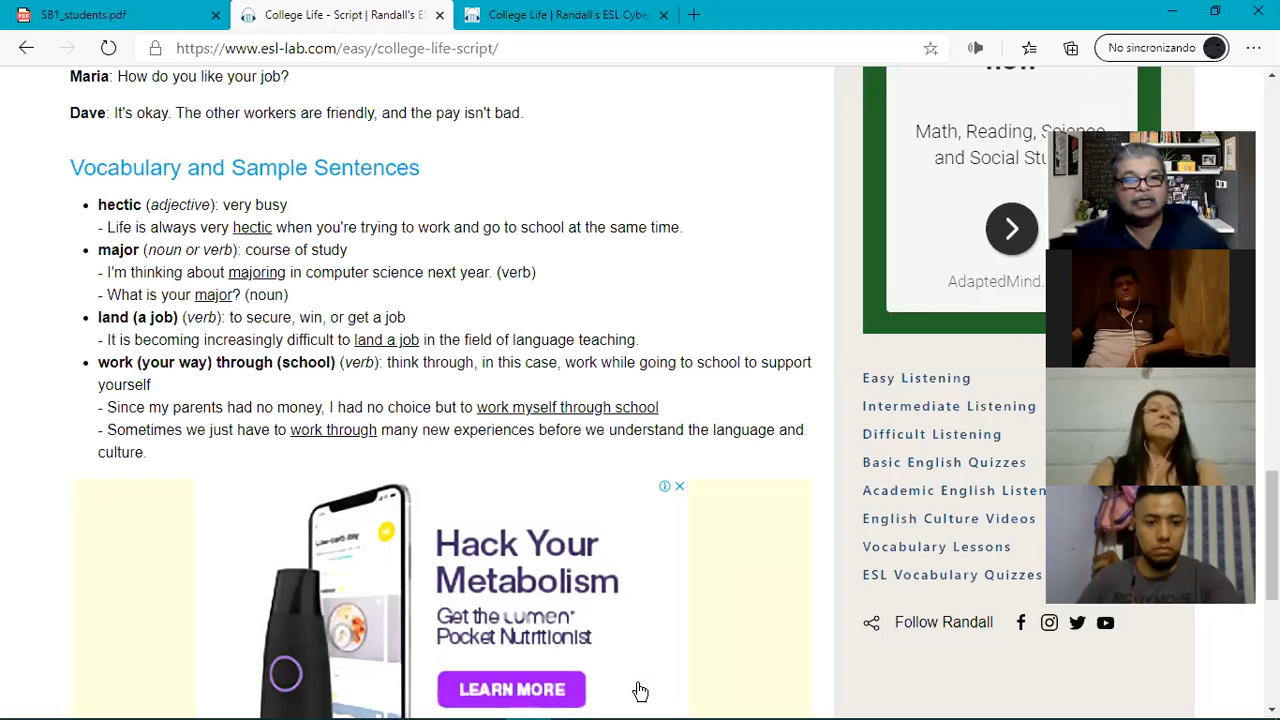 SB1_students.pdf
College Life - Script | Randall's ES
College Life | Randall's ESL Cybe
https://www.esl-lab.com/easy/college-life-script/
No sincronizando
Maria: How do you like your job?
Dave: It's okay. The other workers are friendly, and the pay isn't bad.
Vocabulary and Sample Sentences
hectic (adjective): very busy
- Life is always very hectic when you're trying to work and go to school at the same time.
major (noun or verb): course of study
- I'm thinking about majoring in computer science next year. (verb)
- What is your major? (noun)
land (a job) (verb): to secure, win, or get a job
- It is becoming increasingly difficult to land a job in the field of language teaching.
work (your way) through (school) (verb): think through, in this case, work while going to school to support
yourself
- Since my parents had no money, I had no choice but to work myself through school
- Sometimes we just have to work through many new experiences before we understand the language and
culture.
Low-carb day
Hack Your
Metabolism
Get the Lumen
Pocket Nutritionist
LEARN MORE
Math, Reading, Science
and Social Stu
AdaptedMind.
Easy Listening
Intermediate Listening
Difficult Listening
Basic English Quizzes
Academic English Listen
English Culture Videos
Vocabulary Lessons
ESL Vocabulary Quizzes
Follow Randall
MICKEY MOUSE